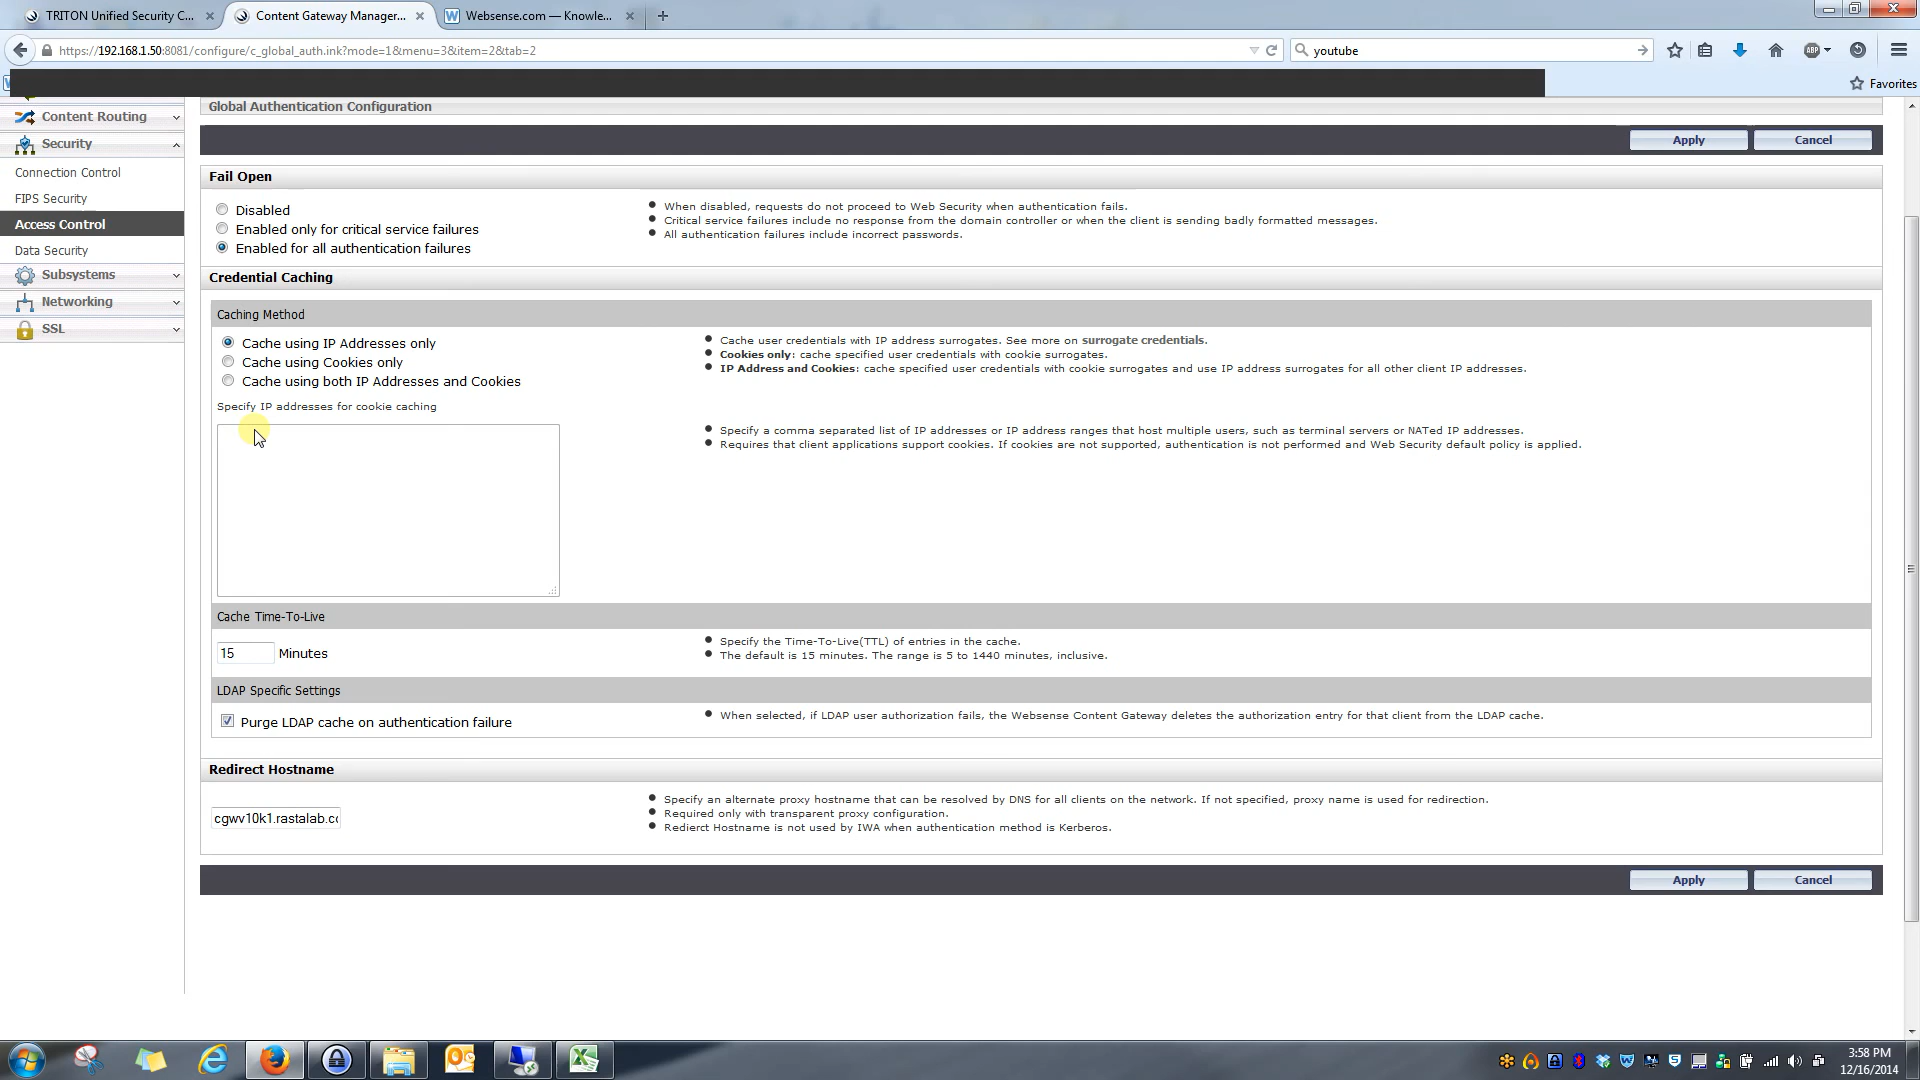 TRITON Unified Security C...
Content Gateway Manager...
Websense.com — Knowle...
https://192.168.1.50:8081/configure/c_global_auth.ink?mode=1&menu=3&item=2&tab=2
youtube
ABP
Favorites
Content Routing
Security
Connection Control
FIPS Security
Access Control
Data Security
Subsystems
Networking
SSL
Global Authentication Configuration
Apply
Cancel
Fail Open
Disabled
Enabled only for critical service failures
Enabled for all authentication failures
When disabled, requests do not proceed to Web Security when authentication fails.
Critical service failures include no response from the domain controller or when the client is sending badly formatted messages.
All authentication failures include incorrect passwords.
Credential Caching
Caching Method
Cache using IP Addresses only
Cache using Cookies only
Cache using both IP Addresses and Cookies
Cache user credentials with IP address surrogates. See more on surrogate credentials.
Cookies only: cache specified user credentials with cookie surrogates.
IP Address and Cookies: cache specified user credentials with cookie surrogates and use IP address surrogates for all other client IP addresses.
Specify IP addresses for cookie caching
Specify a comma separated list of IP addresses or IP address ranges that host multiple users, such as terminal servers or NATed IP addresses.
Requires that client applications support cookies. If cookies are not supported, authentication is not performed and Web Security default policy is applied.
Cache Time-To-Live
15 Minutes
Specify the Time-To-Live(TTL) of entries in the cache.
The default is 15 minutes. The range is 5 to 1440 minutes, inclusive.
LDAP Specific Settings
Purge LDAP cache on authentication failure
When selected, if LDAP user authorization fails, the Websense Content Gateway deletes the authorization entry for that client from the LDAP cache.
Redirect Hostname
cgwv10k1.rastalab.co
Specify an alternate proxy hostname that can be resolved by DNS for all clients on the network. If not specified, proxy name is used for redirection.
Required only with transparent proxy configuration.
Redierct Hostname is not used by IWA when authentication method is Kerberos.
Apply
Cancel
3:58 PM
12/16/2014